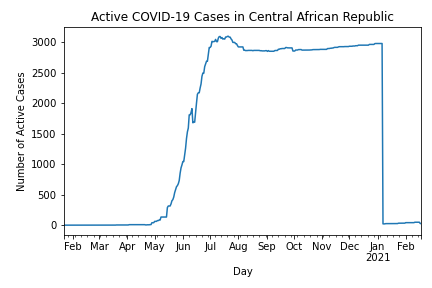 Active COVID-19 Cases in Central African Republic
Number of Active Cases
3000
2500
2000
1500
1000
500
0
Feb Mar Apr May Jun Jul Aug Sep Oct Nov Dec Jan Feb
2021
Day